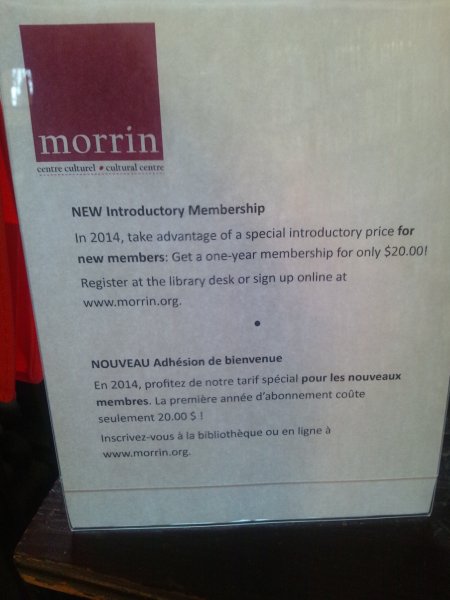 morrin
centre culturel • cultural centre
NEW Introductory Membership
In 2014, take advantage of a special introductory price for
new members: Get a one-year membership for only $20.00!
Register at the library desk or sign up online at
www.morrin.org.
•
NOUVEAU Adhésion de bienvenue
En 2014, profitez de notre tarif spécial pour les nouveaux
membres. La première année d'abonnement coûte
seulement 20.00 $ !
Inscrivez-vous à la bibliothèque ou en ligne à
www.morrin.org.